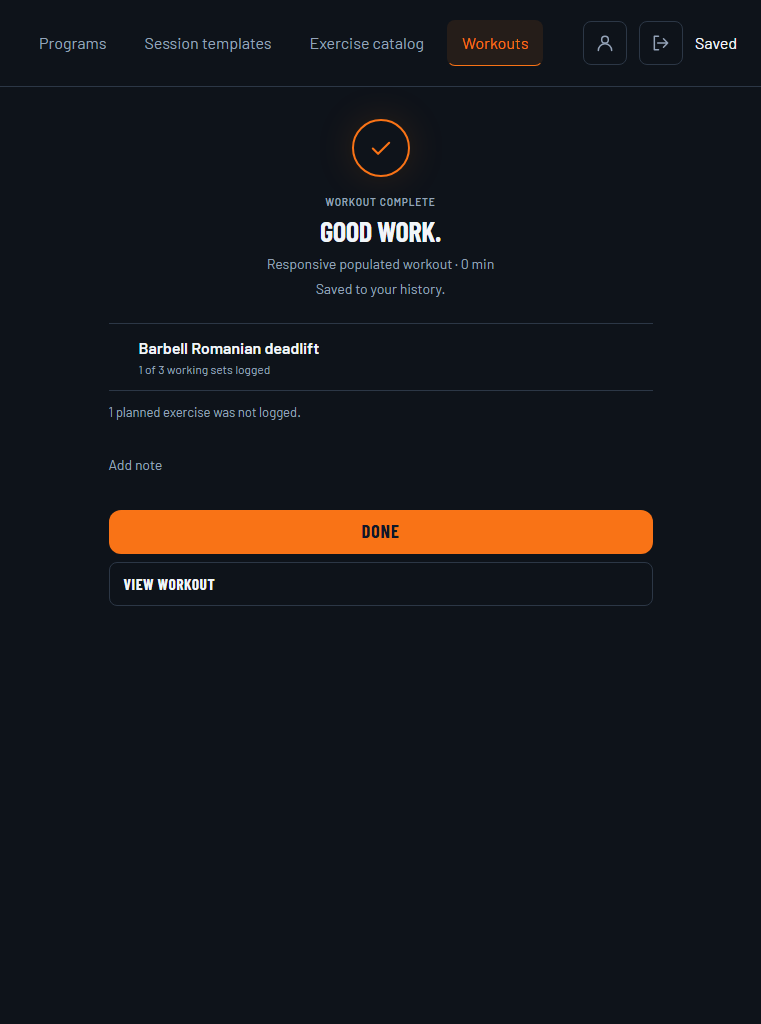 Programs Session templates Exercise catalog Workouts Saved
WORKOUT COMPLETE
GOOD WORK.
Responsive populated workout · 0 min
Saved to your history.
Barbell Romanian deadlift
1 of 3 working sets logged
1 planned exercise was not logged.
Add note
DONE
VIEW WORKOUT